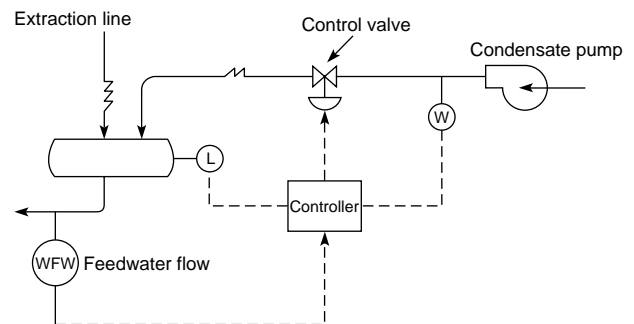 Extraction line
Control valve
Condensate pump
W
L
Controller
WFW
Feedwater flow